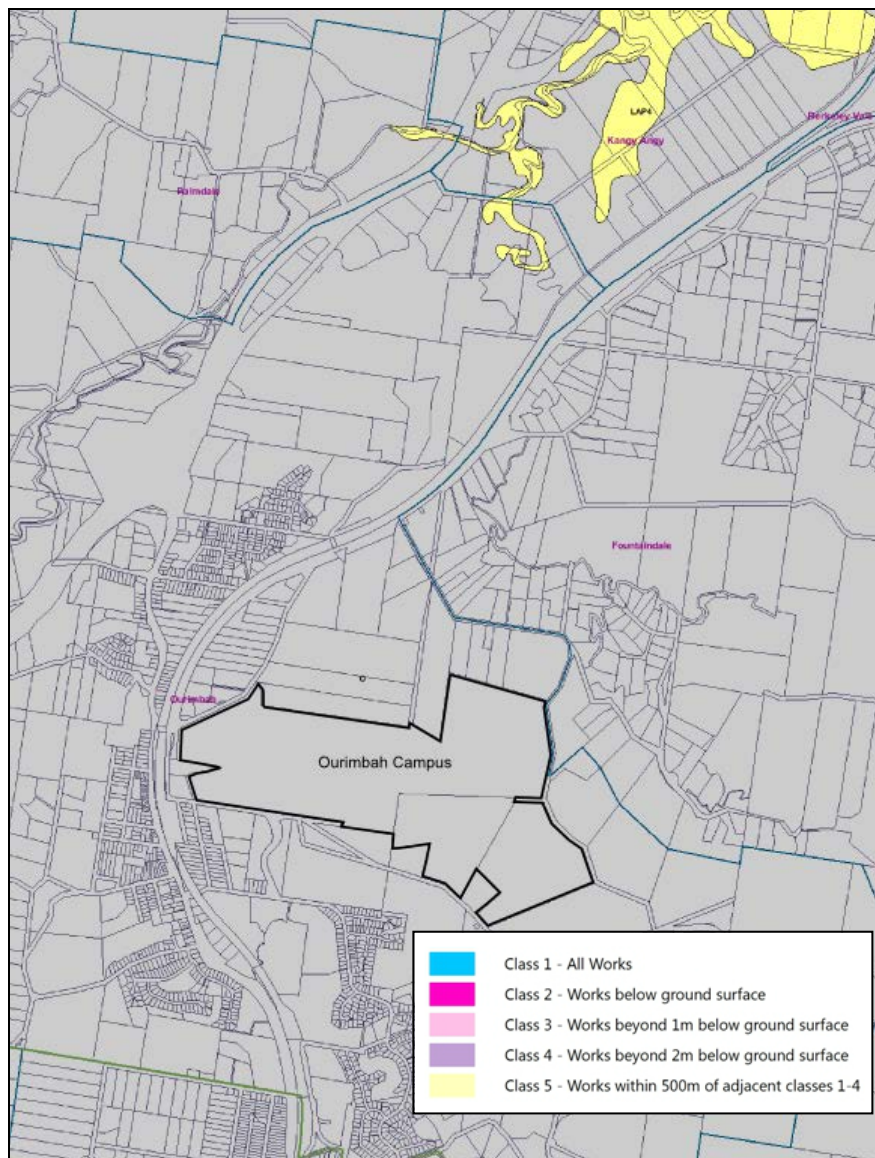 LAP4
Kangy Angy
Berkeley Vale
Palmdale
Fountaindale
Ourimbah
Ourimbah Campus
Class 1 - All Works
Class 2 - Works below ground surface
Class 3 - Works beyond 1m below ground surface
Class 4 - Works beyond 2m below ground surface
Class 5 - Works within 500m of adjacent classes 1-4